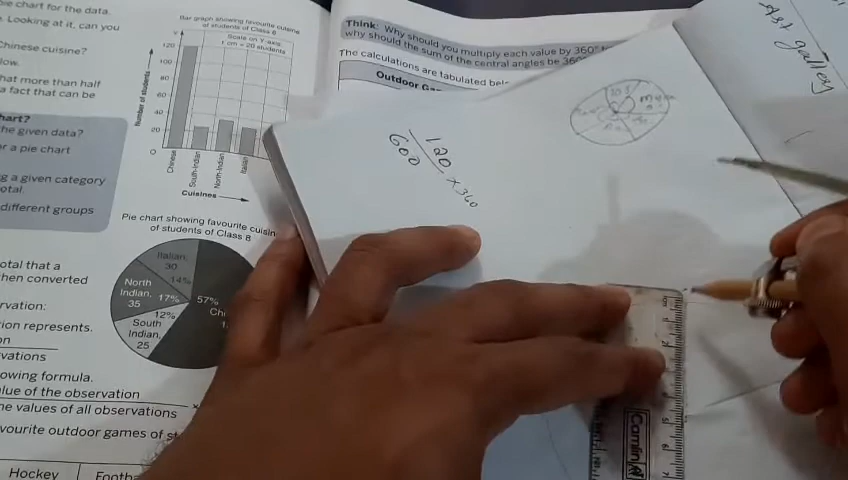 pie chart for the data.
Looking at it, can you
Chinese cuisine?
low.
hat more than half
a fact that can be
hart?
the given data?
r a pie chart
g a given category
otal.
different groups
otal that a
hen converted
rvation:
ion represents.
on
vations
owing formula.
lue of the observation
he values of all observations
vourite outdoor games of st
Hockey
Footba
Bar graph showing favourite cuisine
of students of Class 8
Scale on Y-axis
1 cm = 20 students
Y
Number of students
120
100
80
60
40
20
0
Chinese
South-Indian
North-Indian
Italian
Cuisines
Pie chart showing favourite cuisin
of students of Class 8
Italian,
30
14%
North
Indian,
35
17%
57%
Chi
12%
South
Indian,
25
Think: Why should you multiply each value by 360°
why should the sum of the central angles be 360°
The calculations are tabulated bel
Outdoor Ga
120
600
×360
Art gallery
Camlin